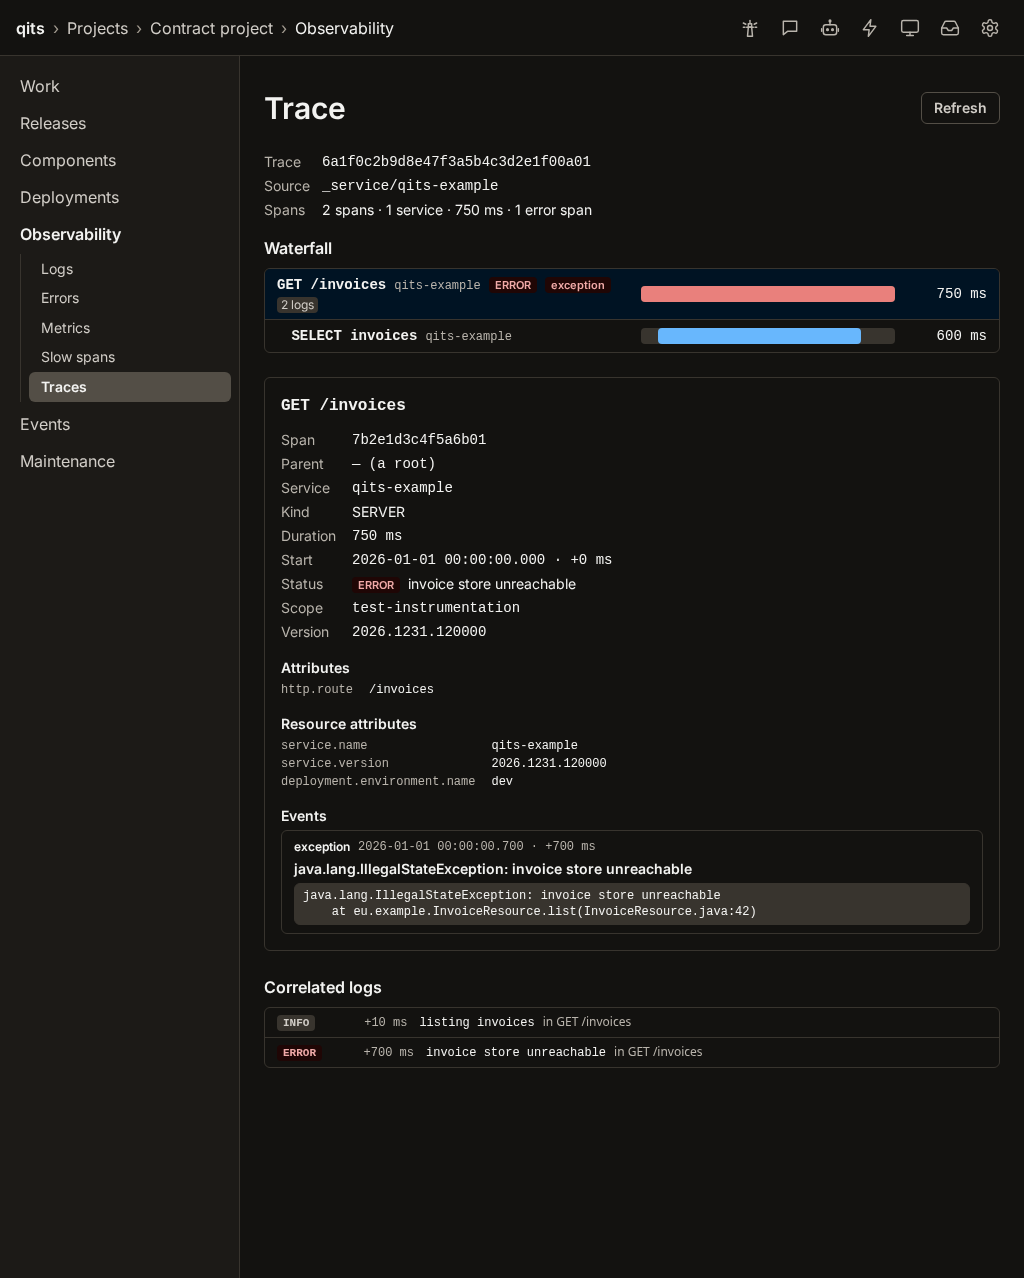 qits › Projects › Contract project › Observability
Work
Releases
Components
Deployments
Observability
Logs
Errors
Metrics
Slow spans
Traces
Events
Maintenance
Trace
Refresh
Trace 6a1f0c2b9d8e47f3a5b4c3d2e1f00a01
Source _service/qits-example
Spans 2 spans · 1 service · 750 ms · 1 error span
Waterfall
GET /invoices qits-example ERROR exception
2 logs
750 ms
SELECT invoices qits-example
600 ms
GET /invoices
Span 7b2e1d3c4f5a6b01
Parent — (a root)
Service qits-example
Kind SERVER
Duration 750 ms
Start 2026-01-01 00:00:00.000 · +0 ms
Status ERROR invoice store unreachable
Scope test-instrumentation
Version 2026.1231.120000
Attributes
http.route /invoices
Resource attributes
service.name qits-example
service.version 2026.1231.120000
deployment.environment.name dev
Events
exception 2026-01-01 00:00:00.700 · +700 ms
java.lang.IllegalStateException: invoice store unreachable
java.lang.IllegalStateException: invoice store unreachable
at eu.example.InvoiceResource.list(InvoiceResource.java:42)
Correlated logs
INFO +10 ms listing invoices in GET /invoices
ERROR +700 ms invoice store unreachable in GET /invoices